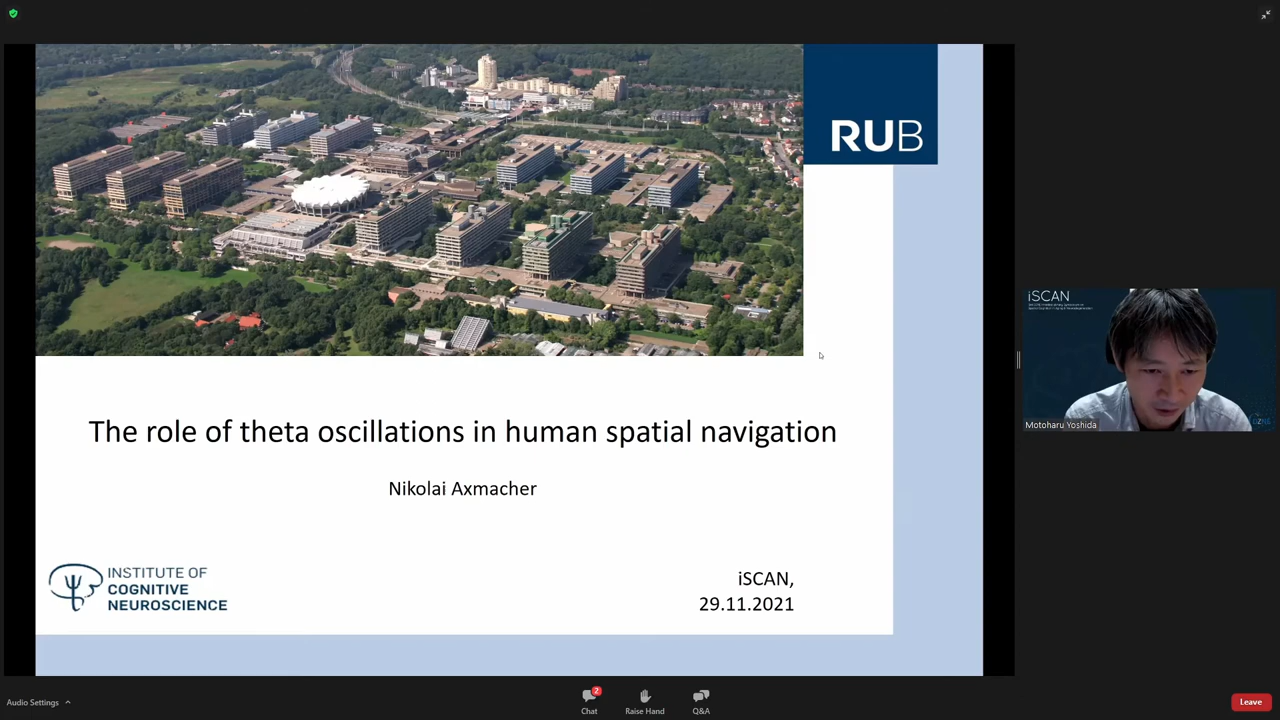 RUB
The role of theta oscillations in human spatial navigation
Nikolai Axmacher
INSTITUTE OF
COGNITIVE
NEUROSCIENCE
iSCAN,
29.11.2021
iSCAN
Motoharu Yoshida
Audio Settings
2
Chat
Raise Hand
Q&A
Leave